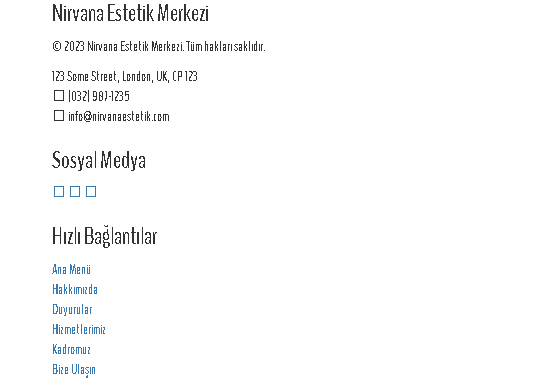 Nirvana Estetik Merkezi
© 2023 Nirvana Estetik Merkezi. Tüm hakları saklıdır.
123 Some Street, London, UK, CP 123
(032) 987-1235
info@nirvanaestetik.com
Sosyal Medya
Hızlı Bağlantılar
Ana Menü
Hakkımızda
Duyurular
Hizmetlerimiz
Kadromuz
Bize Ulaşın